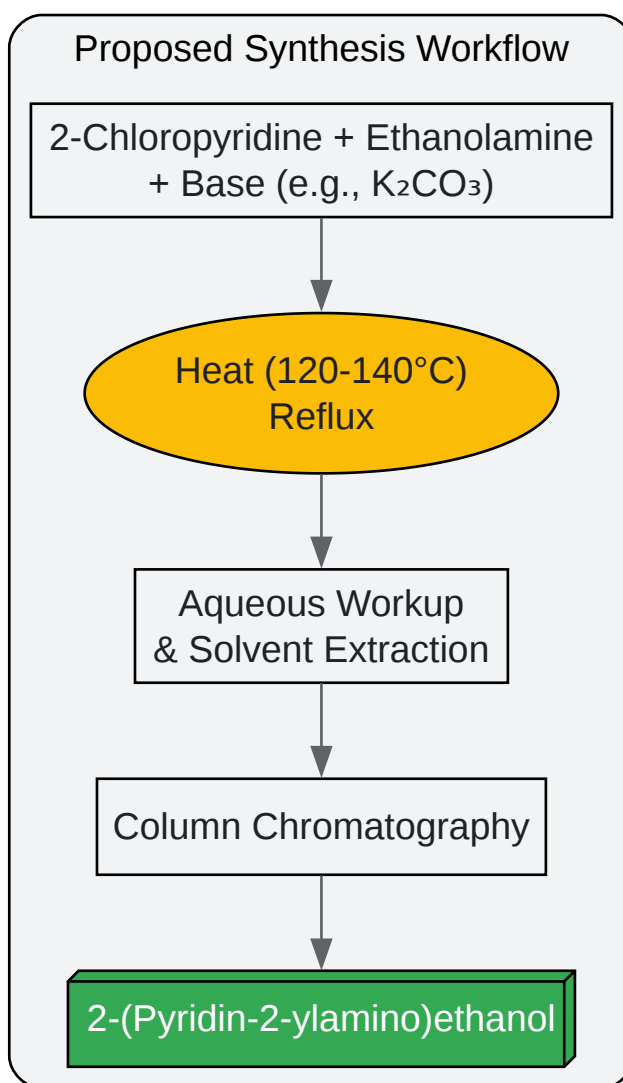 Proposed Synthesis Workflow
2-Chloropyridine + Ethanolamine
+ Base (e.g., K₂CO₃)
Heat (120-140°C)
Reflux
Aqueous Workup
& Solvent Extraction
Column Chromatography
2-(Pyridin-2-ylamino)ethanol